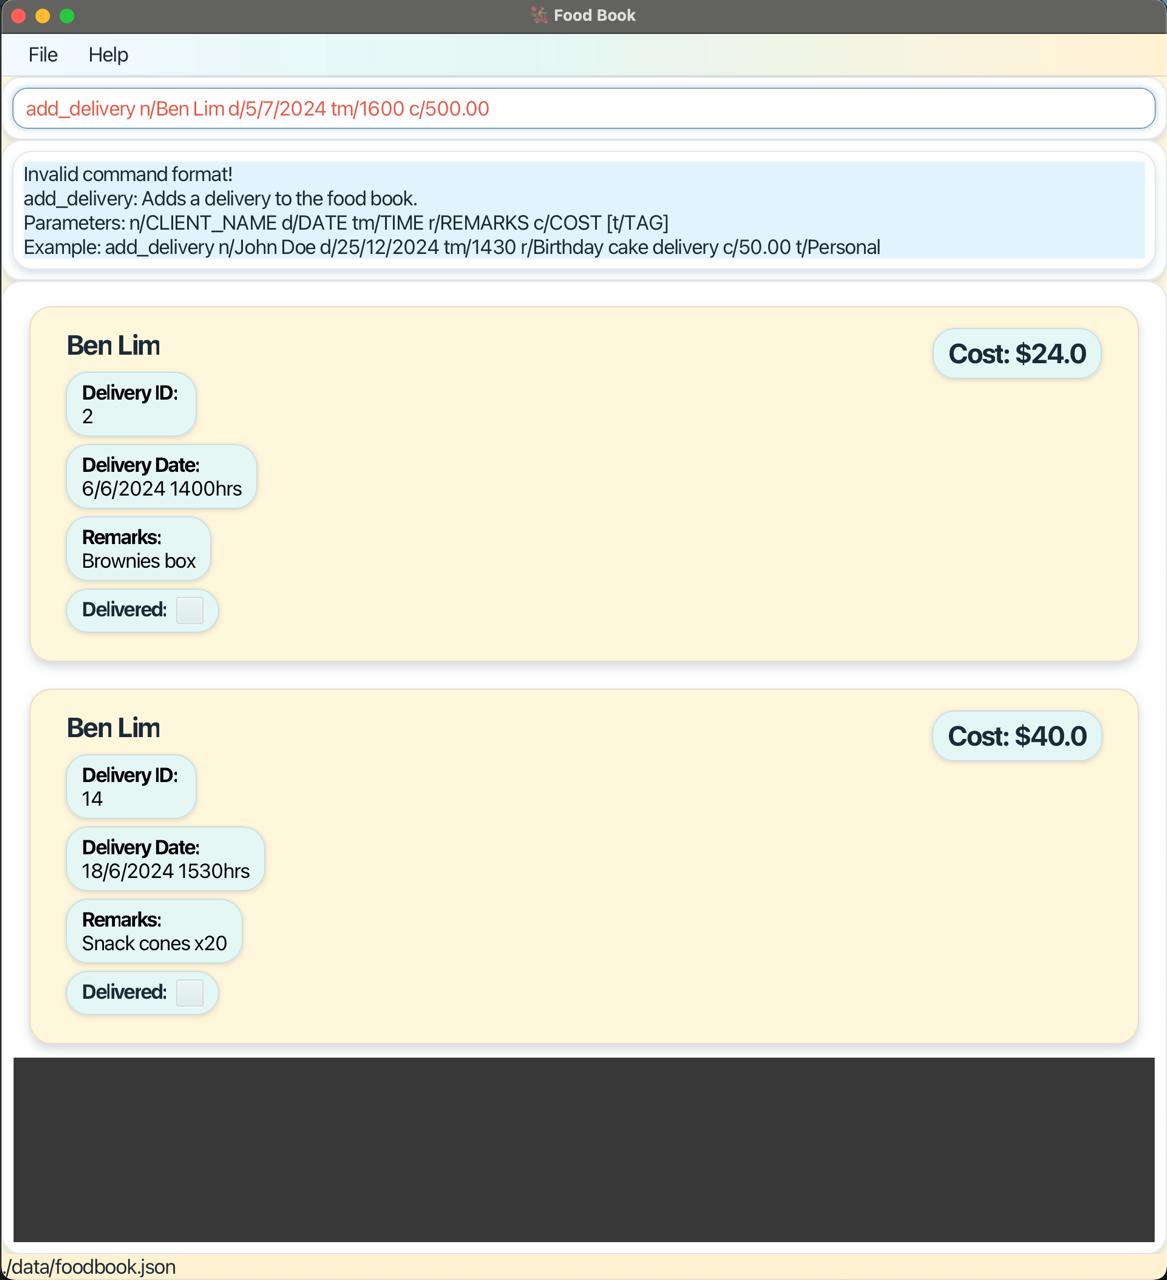 Food Book
File Help
add_delivery n/Ben Lim d/5/7/2024 tm/1600 c/500.00
Invalid command format!
add_delivery: Adds a delivery to the food book.
Parameters: n/CLIENT_NAME d/DATE tm/TIME r/REMARKS c/COST [t/TAG]
Example: add_delivery n/John Doe d/25/12/2024 tm/1430 r/Birthday cake delivery c/50.00 t/Personal
Ben Lim
Cost: $24.0
Delivery ID:
2
Delivery Date:
6/6/2024 1400hrs
Remarks:
Brownies box
Delivered:
Ben Lim
Cost: $40.0
Delivery ID:
14
Delivery Date:
18/6/2024 1530hrs
Remarks:
Snack cones x20
Delivered:
./data/foodbook.json